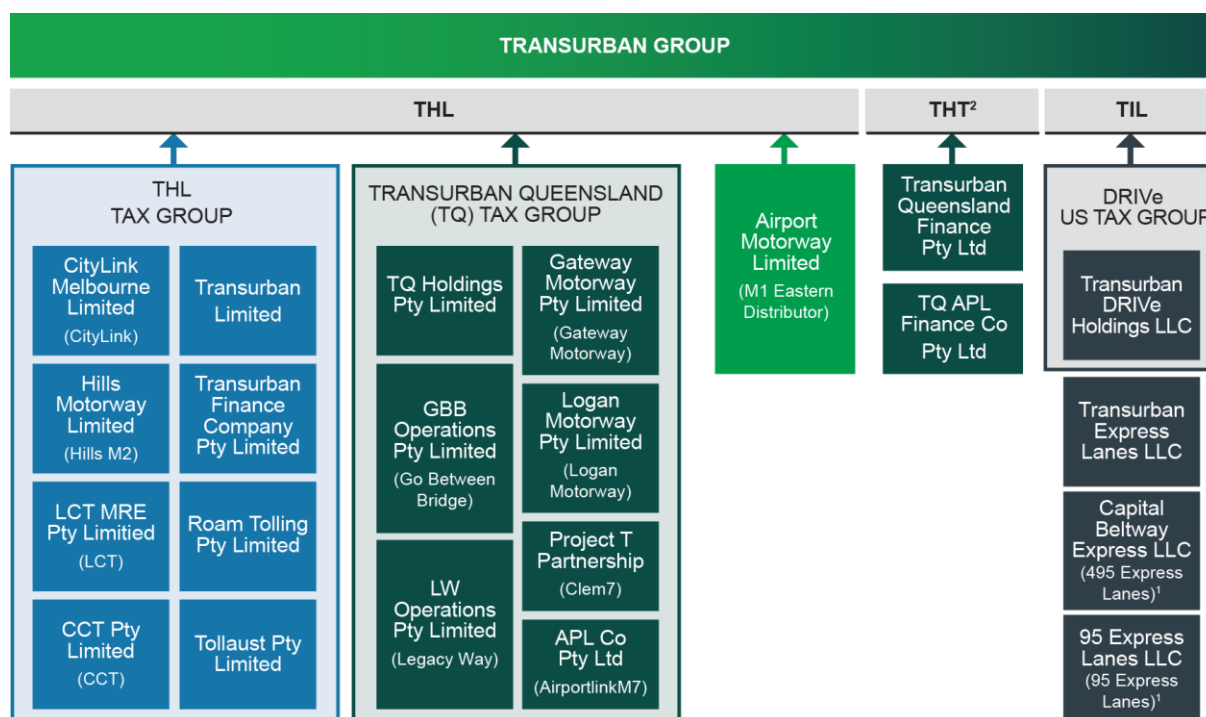 TRANSURBAN GROUP
THL
THT²
TIL
THL
TAX GROUP
CityLink
Melbourne
Limited
(CityLink)
Transurban
Limited
Hills
Motorway
Limited
(Hills M2)
Transurban
Finance
Company
Pty Limited
LCT MRE
Pty Limitied
(LCT)
Roam Tolling
Pty Limited
CCT Pty
Limited
(CCT)
Tollaust Pty
Limited
TRANSURBAN QUEENSLAND
(TQ) TAX GROUP
TQ Holdings
Pty Limited
GBB
Operations
Pty Limited
(Go Between
Bridge)
LW
Operations
Pty Limited
(Legacy Way)
Gateway
Motorway
Pty Limited
(Gateway
Motorway)
Logan
Motorway
Pty Limited
(Logan
Motorway)
Project T
Partnership
(Clem7)
APL Co
Pty Ltd
(AirportlinkM7)
Airport
Motorway
Limited
(M1 Eastern
Distributor)
Transurban
Queensland
Finance
Pty Ltd
TQ APL
Finance Co
Pty Ltd
DRIVe
US TAX GROUP
Transurban
DRIVe
Holdings LLC
Transurban
Express
Lanes LLC
Capital
Beltway
Express LLC
(495 Express
Lanes)¹
95 Express
Lanes LLC
(95 Express
Lanes)¹